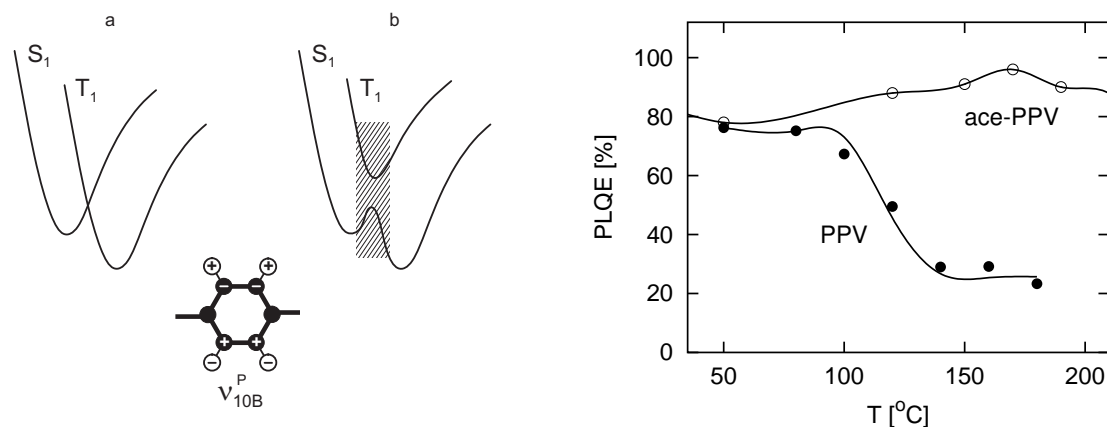 a
b
S1
T1
S1
T1
+ +
− −
+ +
− −
ν10B P
100
80
60
40
20
0
PLQE [%]
ace-PPV
PPV
50 100 150 200
T [°C]